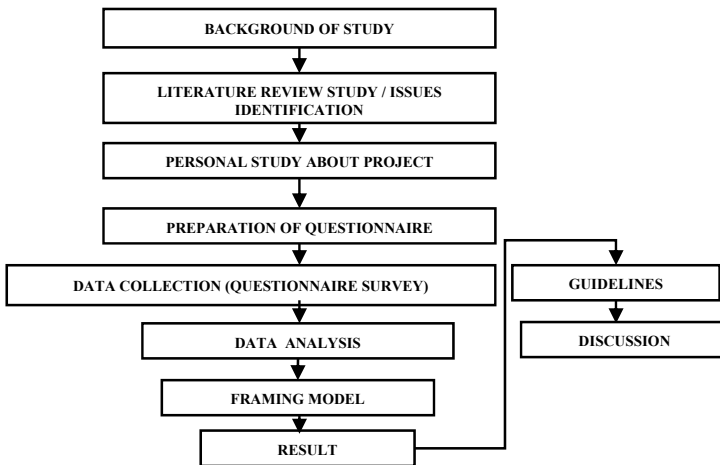 BACKGROUND OF STUDY
LITERATURE REVIEW STUDY / ISSUES
IDENTIFICATION
PERSONAL STUDY ABOUT PROJECT
PREPARATION OF QUESTIONNAIRE
DATA COLLECTION (QUESTIONNAIRE SURVEY)
DATA ANALYSIS
FRAMING MODEL
RESULT
GUIDELINES
DISCUSSION